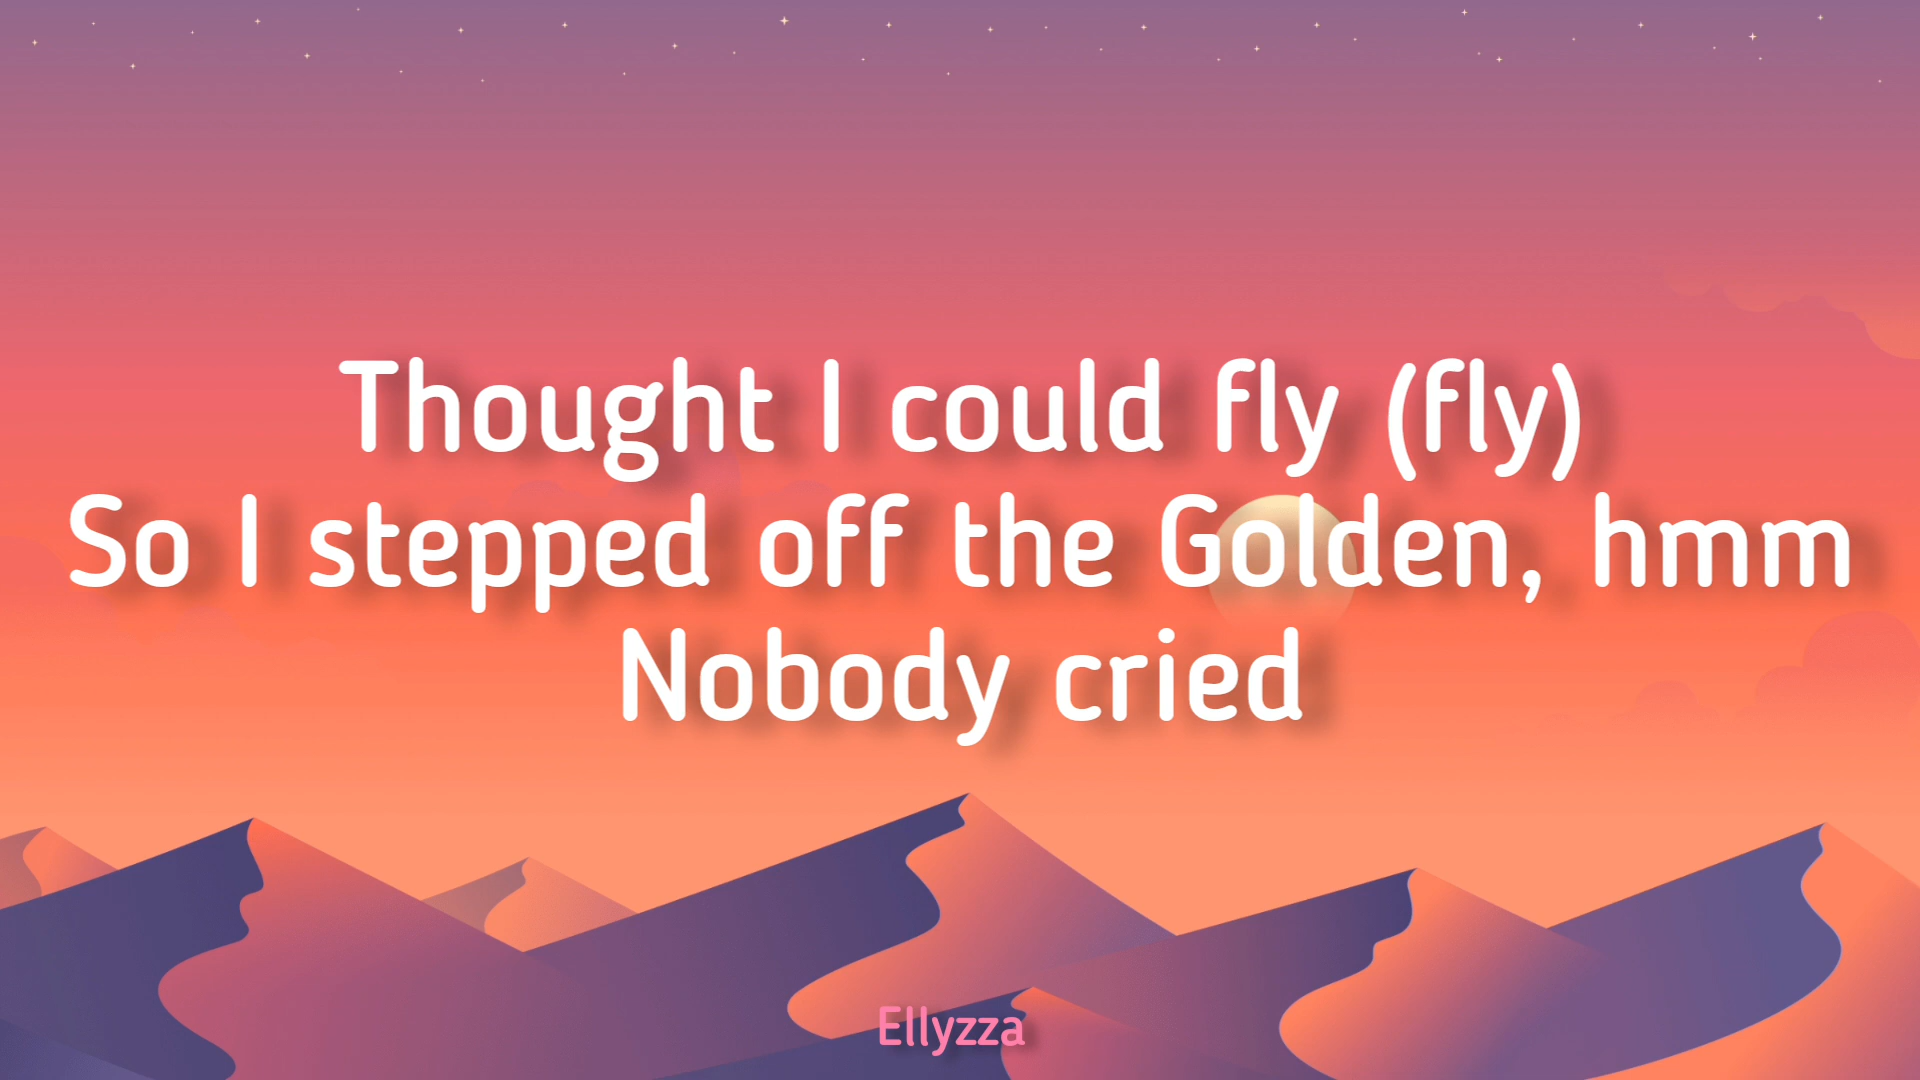 Thought I could fly (fly)
So I stepped off the Golden, hmm
Nobody cried
Ellyzza